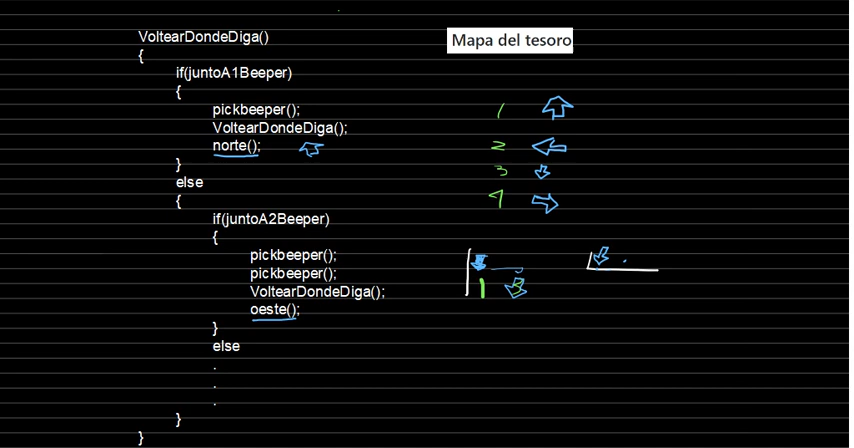 VoltearDondeDiga()
{
if(juntoA1Beeper)
{
pickbeeper();
VoltearDondeDiga();
norte();
}
else
{
if(juntoA2Beeper)
{
pickbeeper();
pickbeeper();
VoltearDondeDiga();
oeste();
}
else
.
.
.
}
}
Mapa del tesoro
1
2
3
4
1 3